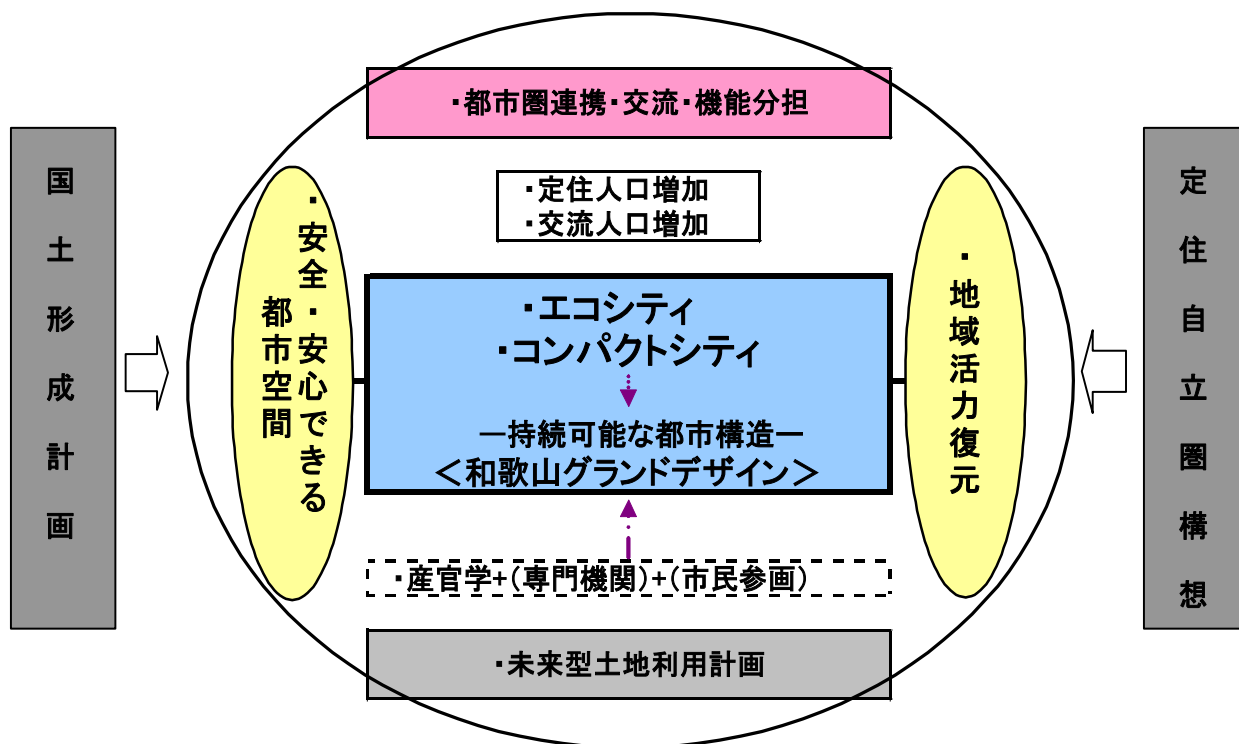 ・都市圏連携・交流・機能分担
国土形成計画
・安全・安心できる
都市空間
・定住人口増加
・交流人口増加
・エコシティ
・コンパクトシティ
―持続可能な都市構造―
＜和歌山グランドデザイン＞
・地域活力復元
定住自立圏構想
・産官学+（専門機関）+（市民参画）
・未来型土地利用計画